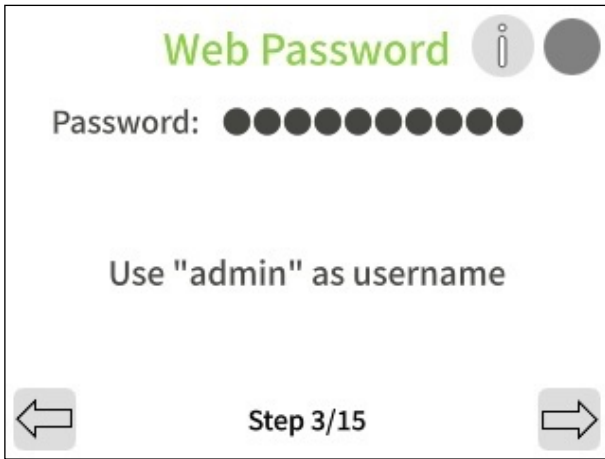 Web Password i
Password: ●●●●●●●●●●
Use "admin" as username
Step 3/15